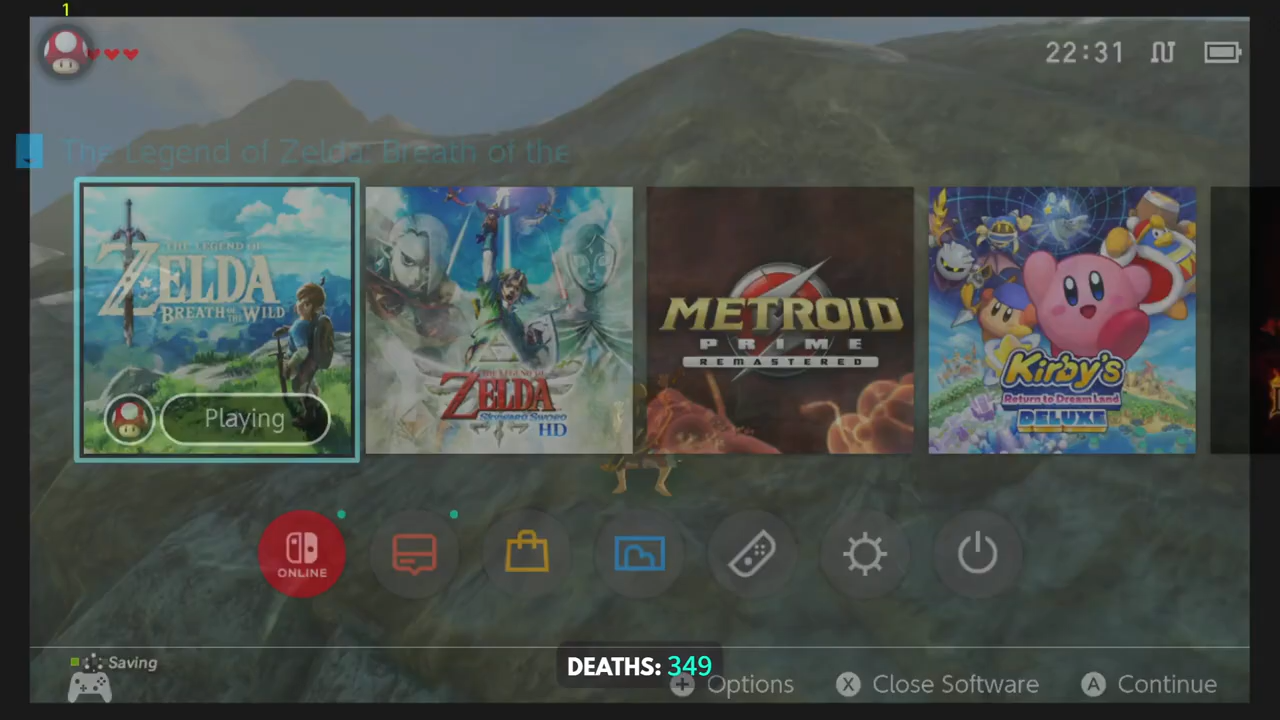 1
22:31
The Legend of Zelda: Breath of the
THE LEGEND OF
ZELDA
BREATH OF THE WILD
Playing
THE LEGEND OF
ZELDA
Skyward Sword
HD
METROID
PRIME
REMASTERED
Kirby's
Return to Dream Land
DELUXE
ONLINE
Saving
DEATHS: 349
+ Options
X Close Software
A Continue